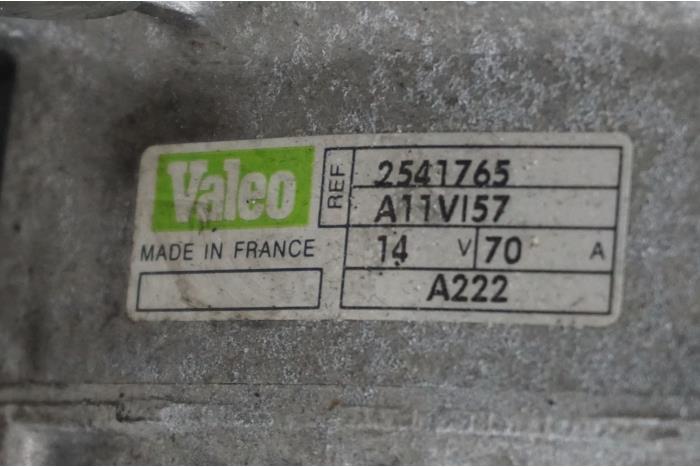 Valeo
MADE IN FRANCE
REF
2541765
A11VI57
14 V 70 A
A222